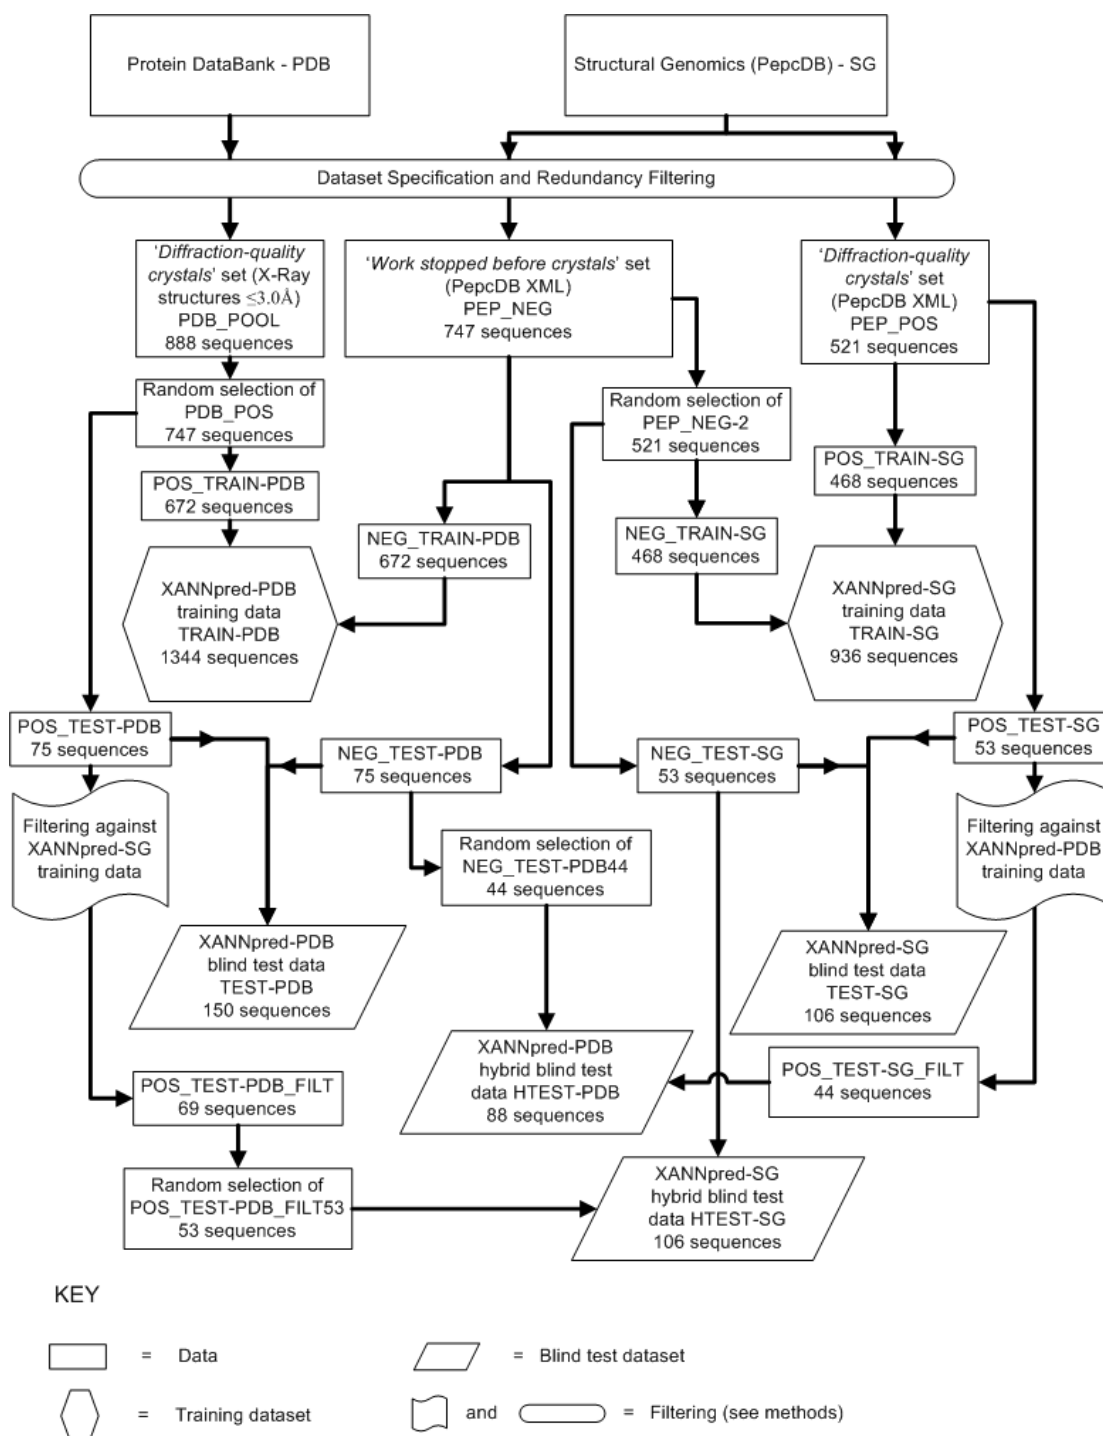 Protein DataBank - PDB
Structural Genomics (PepcDB) - SG
Dataset Specification and Redundancy Filtering
'Diffraction-quality
crystals' set (X-Ray
structures ≤3.0Å)
PDB_POOL
888 sequences
'Work stopped before crystals' set
(PepcDB XML)
PEP_NEG
747 sequences
'Diffraction-quality
crystals' set
(PepcDB XML)
PEP_POS
521 sequences
Random selection of
PDB_POS
747 sequences
Random selection of
PEP_NEG-2
521 sequences
POS_TRAIN-PDB
672 sequences
POS_TRAIN-SG
468 sequences
NEG_TRAIN-PDB
672 sequences
NEG_TRAIN-SG
468 sequences
XANNpred-PDB
training data
TRAIN-PDB
1344 sequences
XANNpred-SG
training data
TRAIN-SG
936 sequences
POS_TEST-PDB
75 sequences
NEG_TEST-PDB
75 sequences
NEG_TEST-SG
53 sequences
POS_TEST-SG
53 sequences
Filtering against
XANNpred-SG
training data
Random selection of
NEG_TEST-PDB44
44 sequences
Filtering against
XANNpred-PDB
training data
XANNpred-PDB
blind test data
TEST-PDB
150 sequences
XANNpred-SG
blind test data
TEST-SG
106 sequences
XANNpred-PDB
hybrid blind test
data HTEST-PDB
88 sequences
POS_TEST-SG_FILT
44 sequences
POS_TEST-PDB_FILT
69 sequences
Random selection of
POS_TEST-PDB_FILT53
53 sequences
XANNpred-SG
hybrid blind test
data HTEST-SG
106 sequences
KEY
= Data
= Blind test dataset
= Training dataset
and = Filtering (see methods)